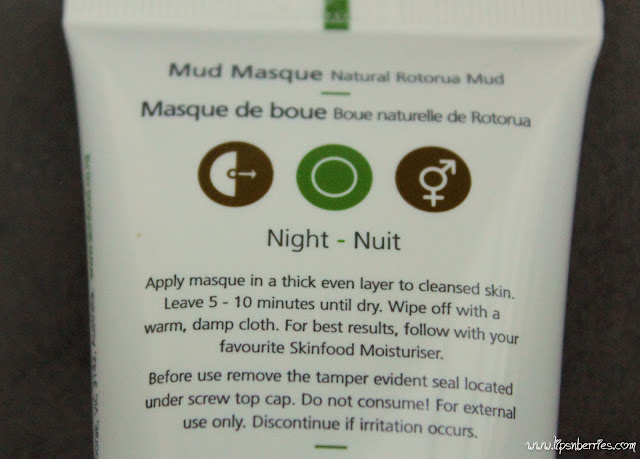 Mud Masque Natural Rotorua Mud
Masque de boue Boue naturelle de Rotorua
Night - Nuit
Apply masque in a thick even layer to cleansed skin.
Leave 5 - 10 minutes until dry. Wipe off with a
warm, damp cloth. For best results, follow with your
favourite Skinfood Moisturiser.
Before use remove the tamper evident seal located
under screw top cap. Do not consume! For external
use only. Discontinue if irritation occurs.
www.lipsnberries.com